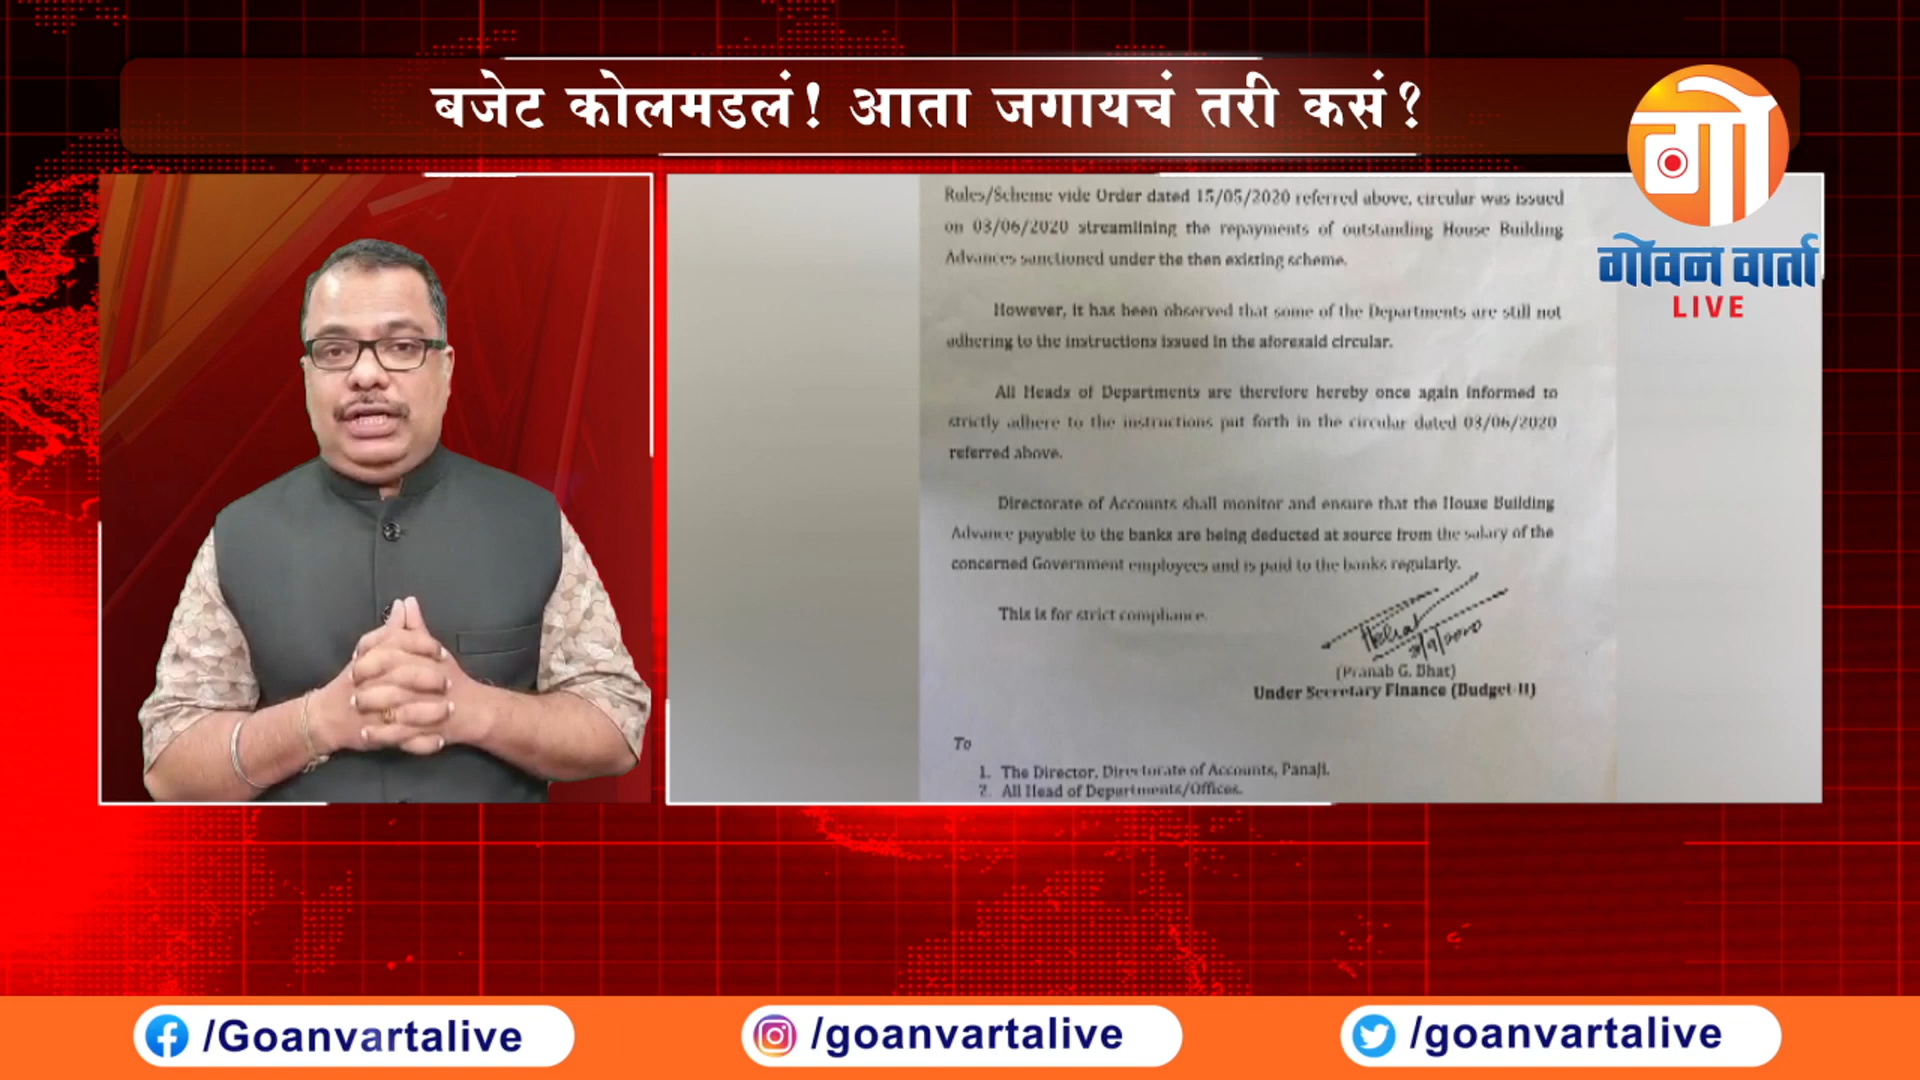 बजेट कोलमडलं! आता जगायचं तरी कसं?
गोवन वार्ता
LIVE
Rules/Scheme vide Order dated 15/05/2020 referred above, circular was issued
on 03/06/2020 streamlining the repayments of outstanding House Building
Advances sanctioned under the then existing scheme.
However, it has been observed that some of the Departments are still not
adhering to the instructions issued in the aforesaid circular.
All Heads of Departments are therefore hereby once again informed to
strictly adhere to the instructions put forth in the circular dated 03/06/2020
referred above.
Directorate of Accounts shall monitor and ensure that the House Building
Advance payable to the banks are being deducted at source from the salary of the
concerned Government employees and is paid to the banks regularly.
This is for strict compliance.
(Pranab G. Bhat)
Under Secretary Finance (Budget-II)
To
1. The Director, Directorate of Accounts, Panaji.
2. All Head of Departments/Offices.
/Goanvartalive
/goanvartalive
/goanvartalive